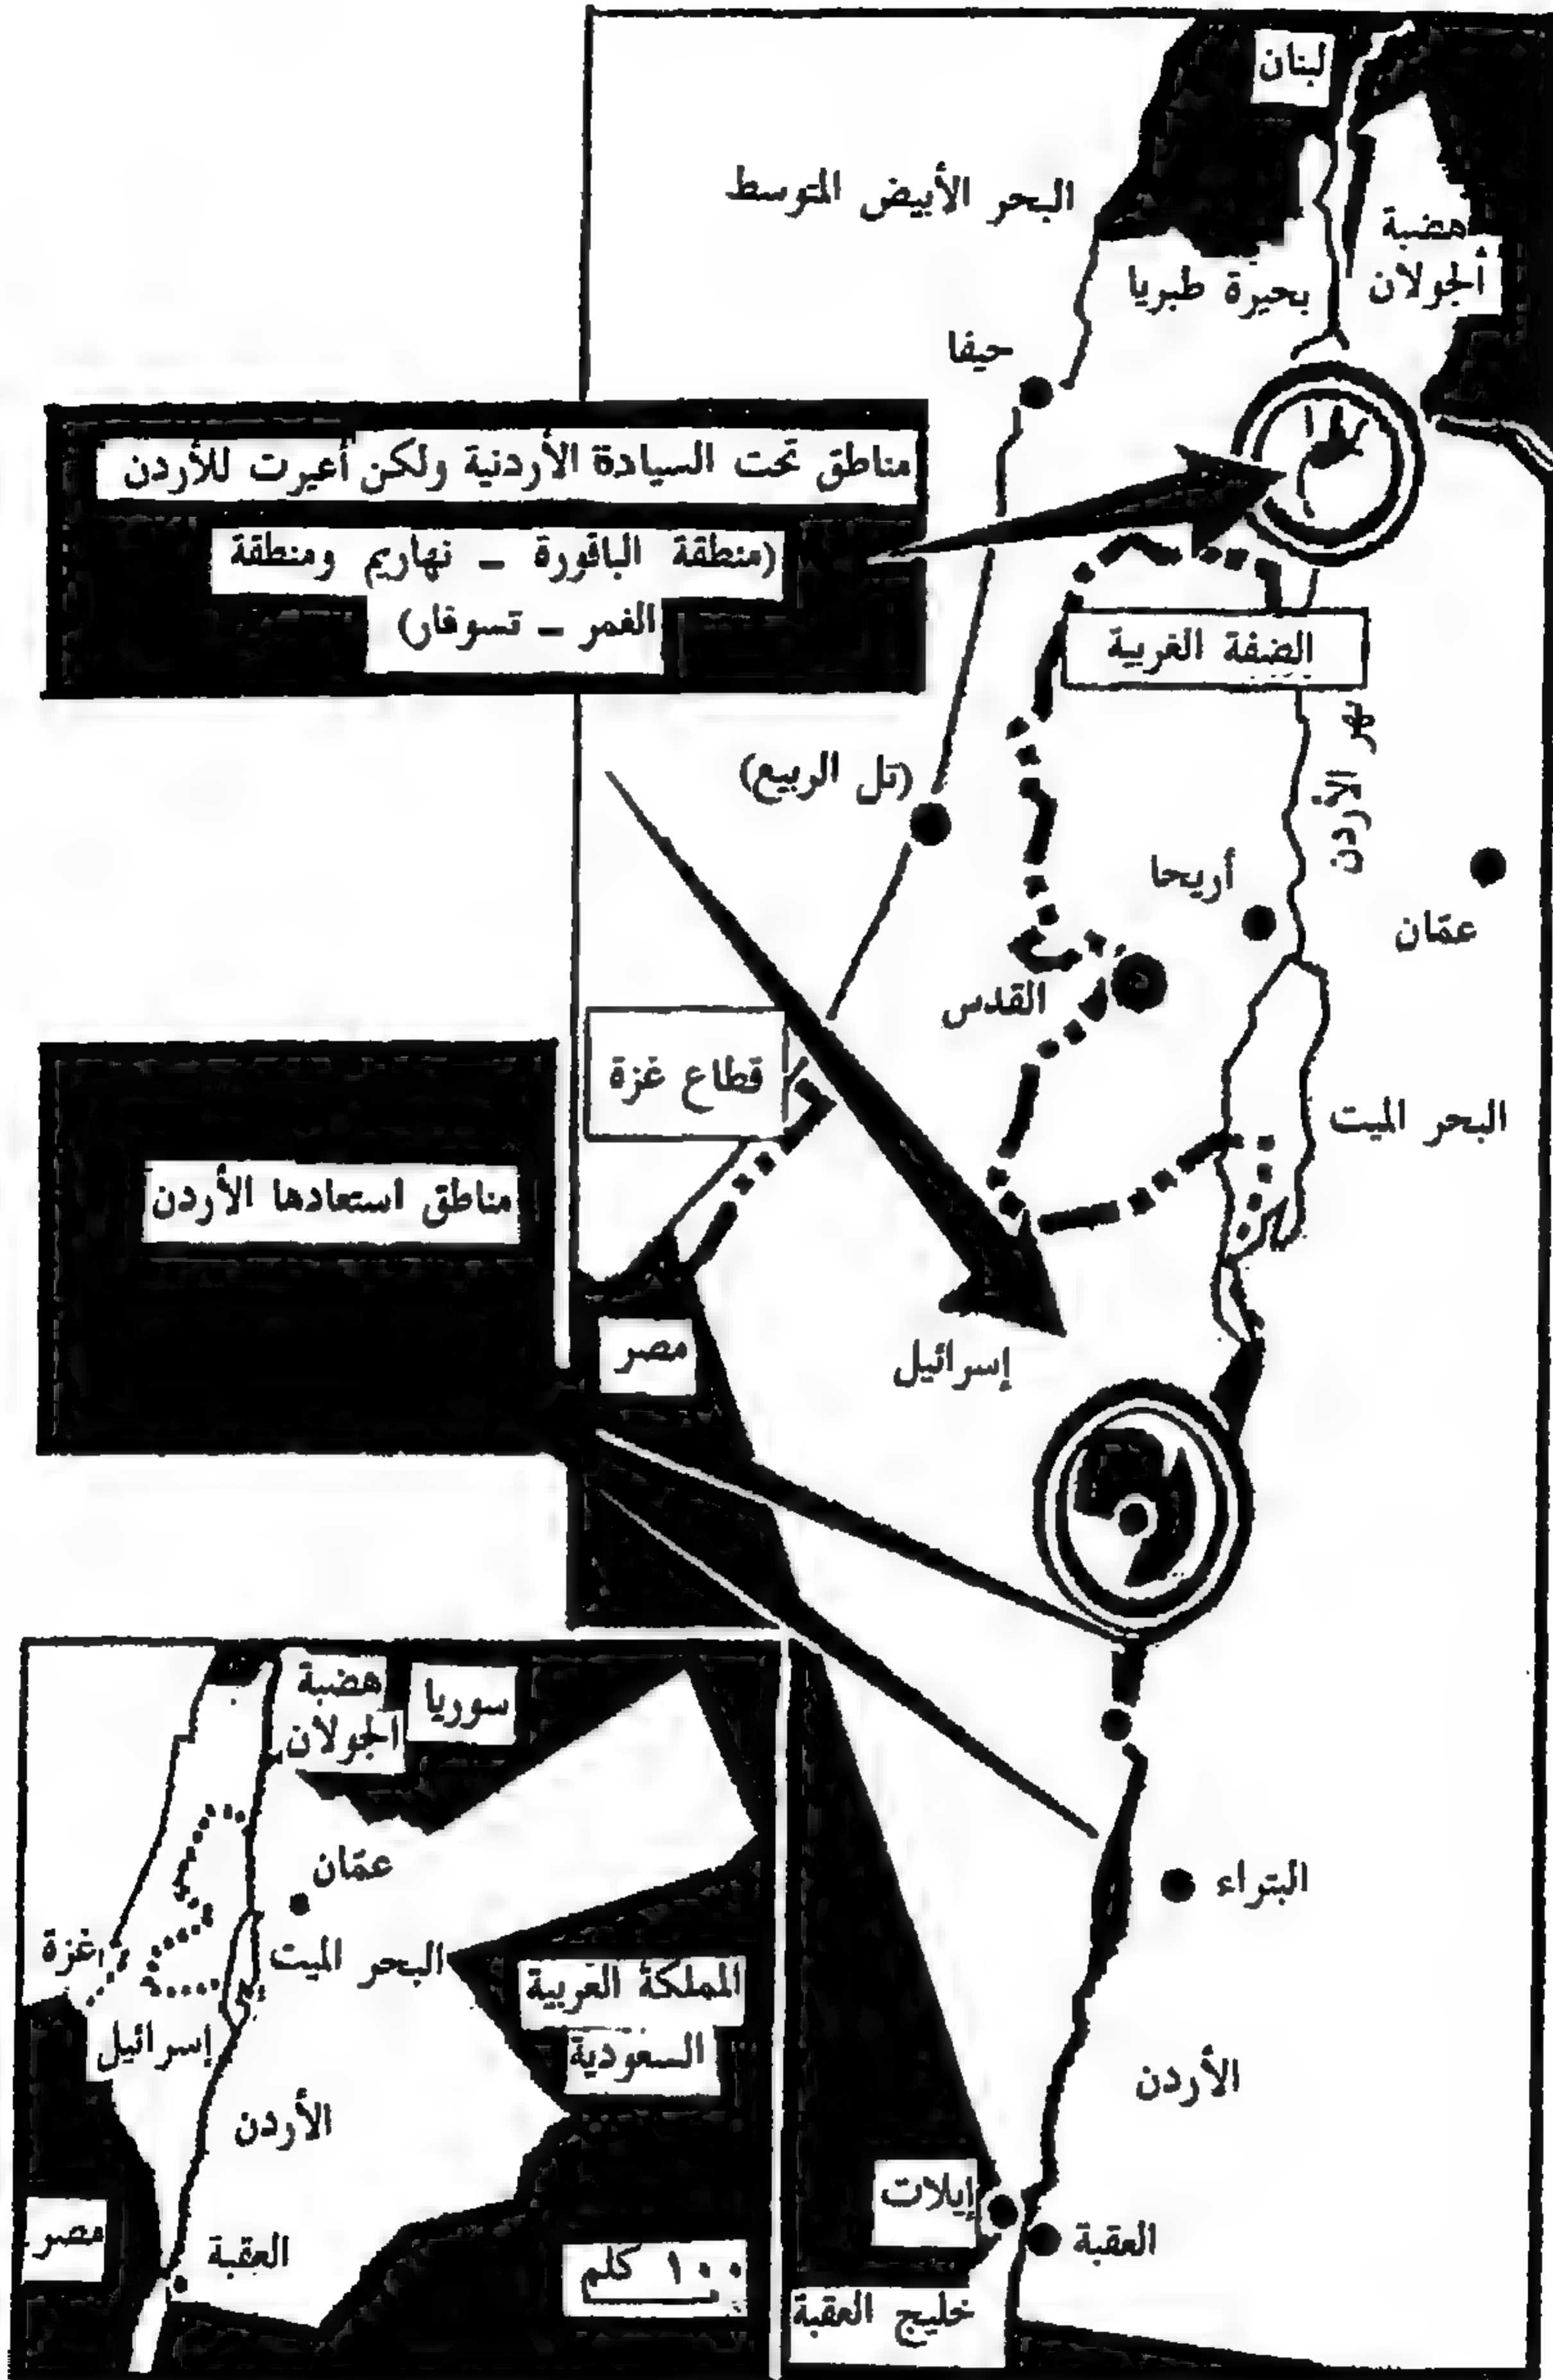 لبنان
البحر الأبيض المتوسط
هضبة
الجولان
بحيرة طبريا
حيفا
مناطق تحت السيادة الأردنية ولكن أعيرت للأردن
(منطقة الباقورة – نهاريم ومنطقة
الغمر – تسوفار)
الضفة الغربية
نهر الأردن
(تل الربيع)
أريحا
عمّان
القدس
قطاع غزة
البحر الميت
مناطق استعادها الأردن
مصر
إسرائيل
البتراء
الأردن
إيلات
العقبة
خليج العقبة
هضبة
الجولان
سوريا
عمّان
غزة
البحر الميت
المملكة العربية
السعودية
إسرائيل
الأردن
مصر
العقبة
١٠٠ كلم